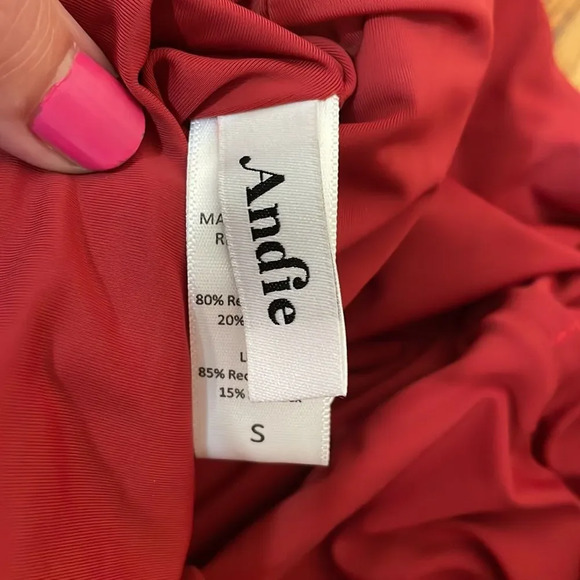 Andie
MA
R
80% Re
20%
L
85% Rec
15%
S